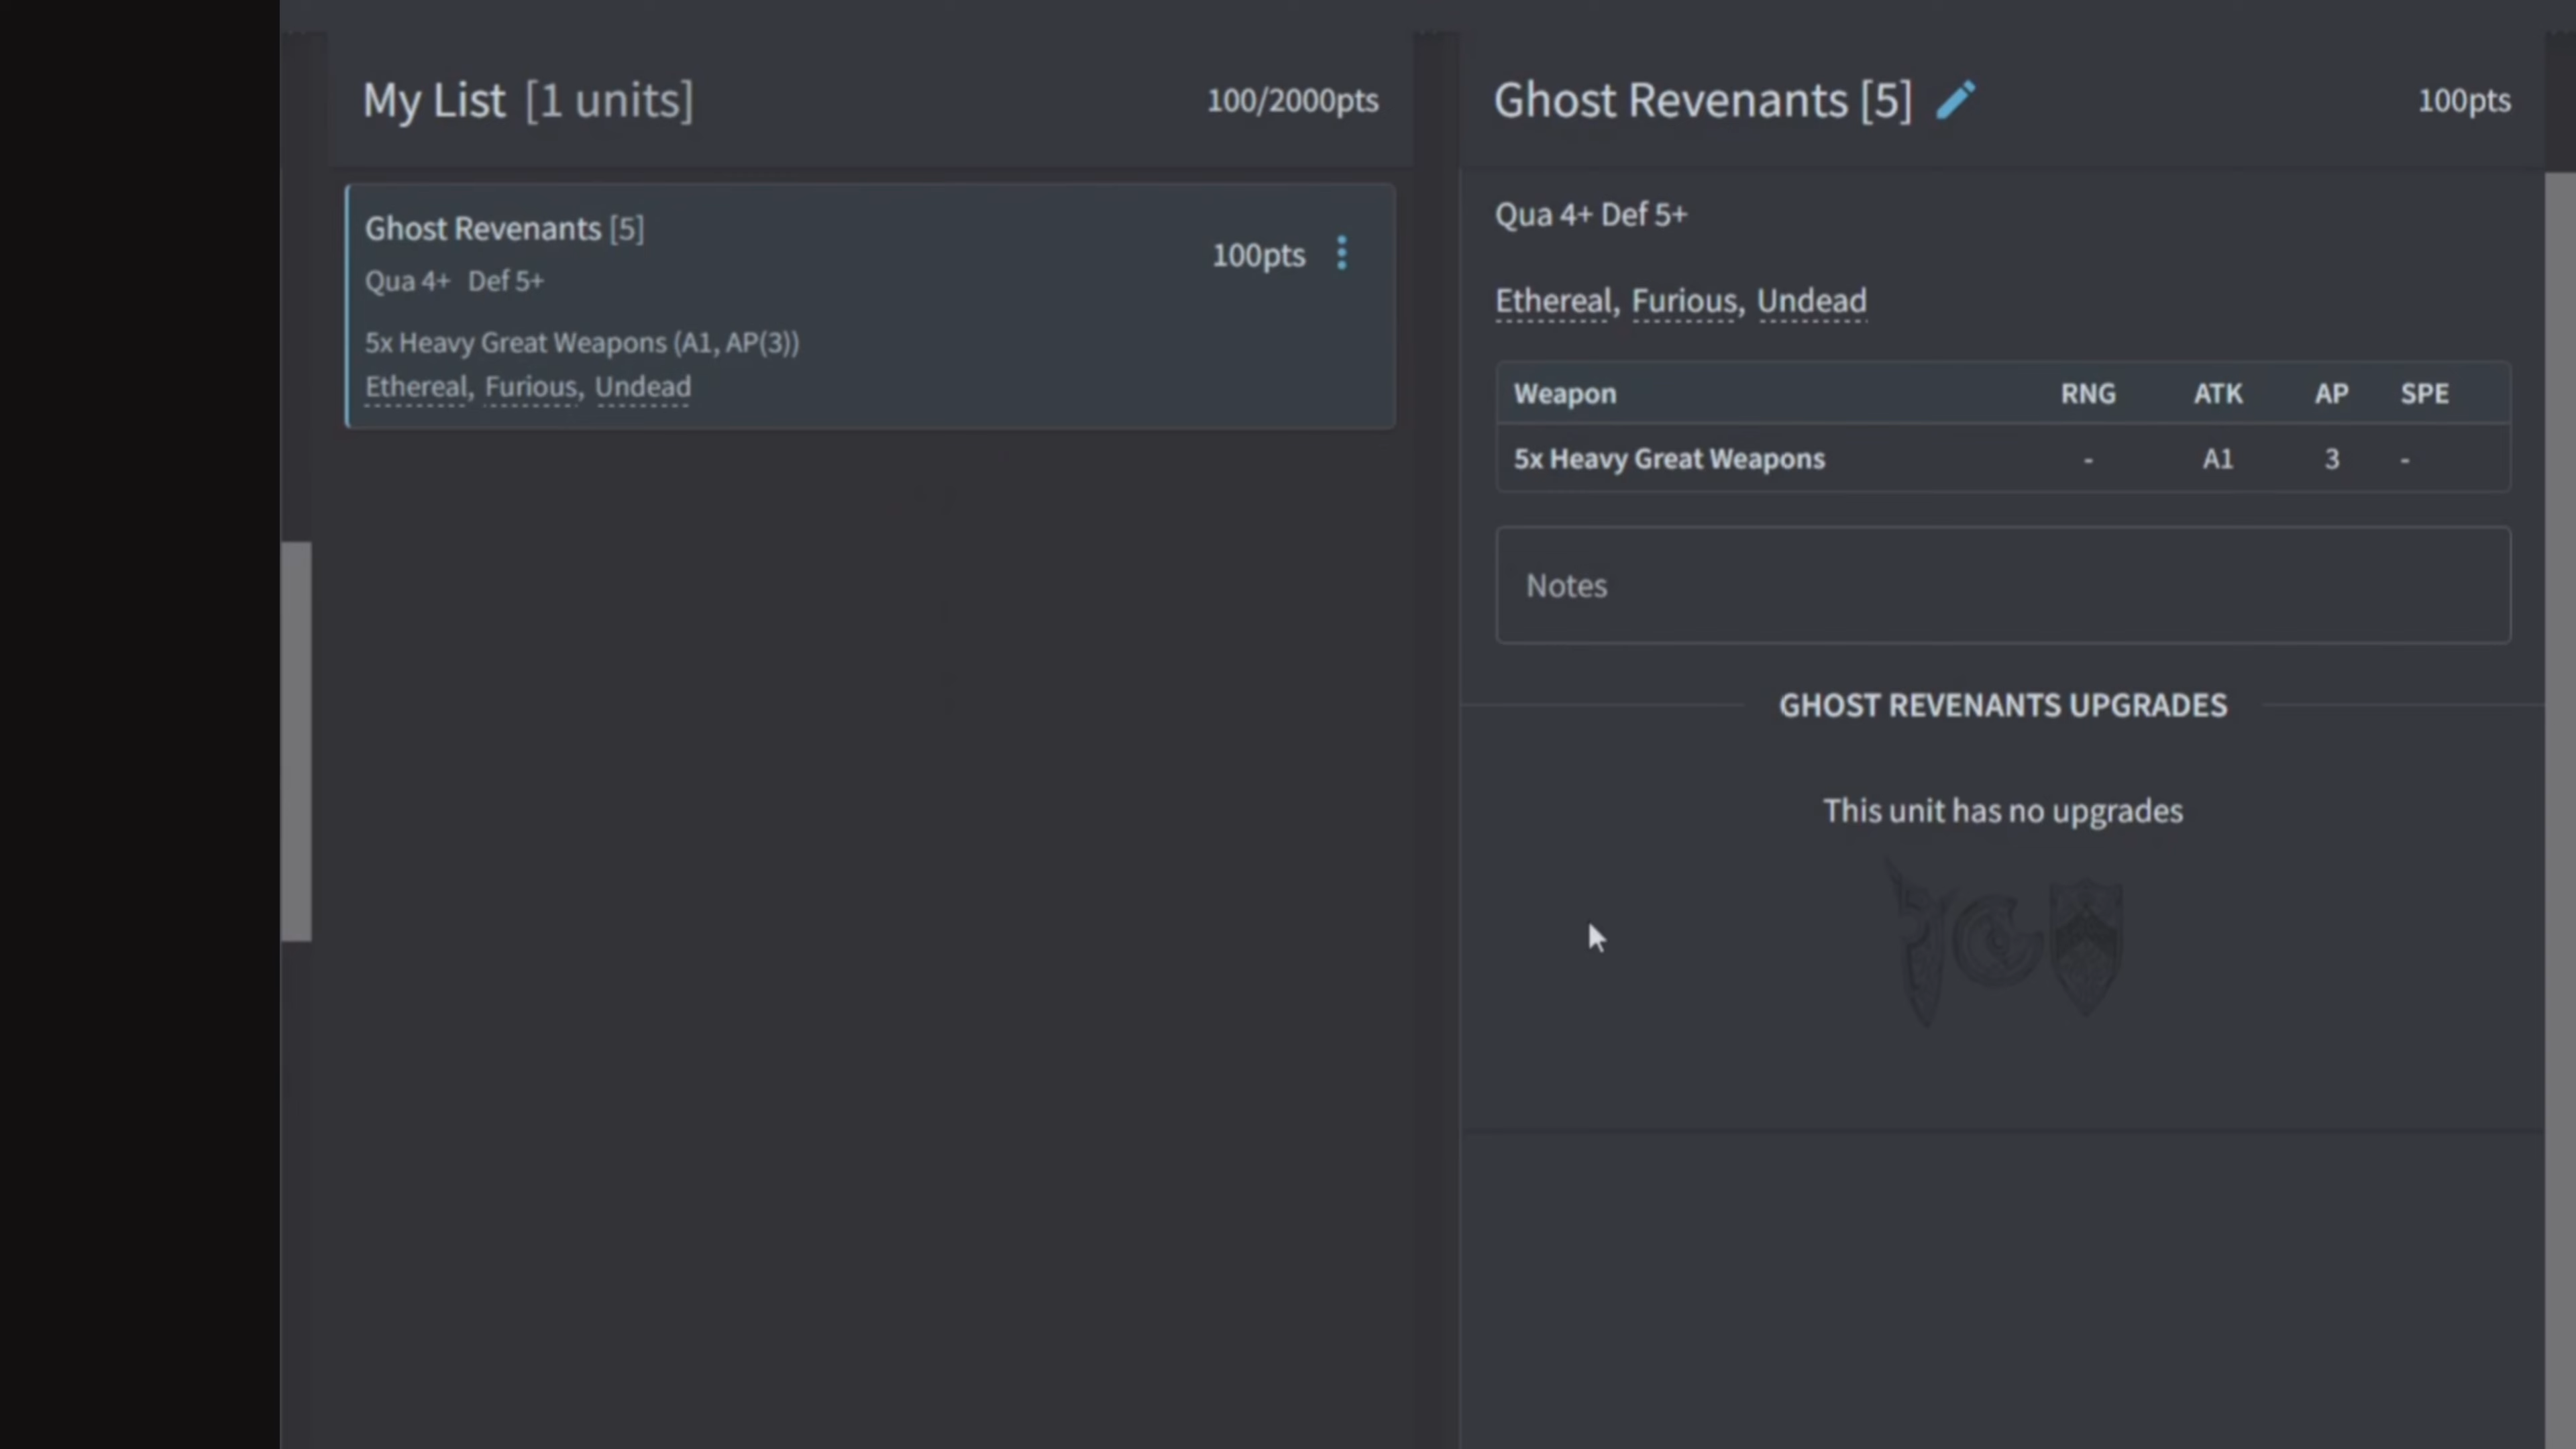 My List [1 units] 100/2000pts
Ghost Revenants [5]
Qua 4+ Def 5+
100pts
5x Heavy Great Weapons (A1, AP(3))
Ethereal, Furious, Undead
Ghost Revenants [5] 100pts
Qua 4+ Def 5+
Ethereal, Furious, Undead
Weapon RNG ATK AP SPE
5x Heavy Great Weapons - A1 3 -
Notes
GHOST REVENANTS UPGRADES
This unit has no upgrades